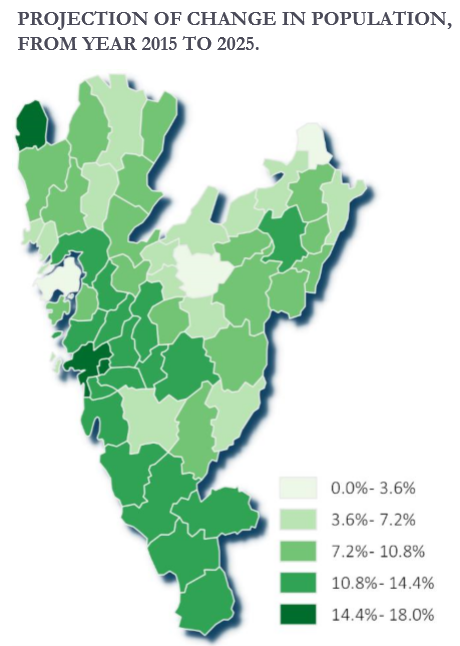 PROJECTION OF CHANGE IN POPULATION,
FROM YEAR 2015 TO 2025.
0.0%- 3.6%
3.6%- 7.2%
7.2%- 10.8%
10.8%- 14.4%
14.4%- 18.0%